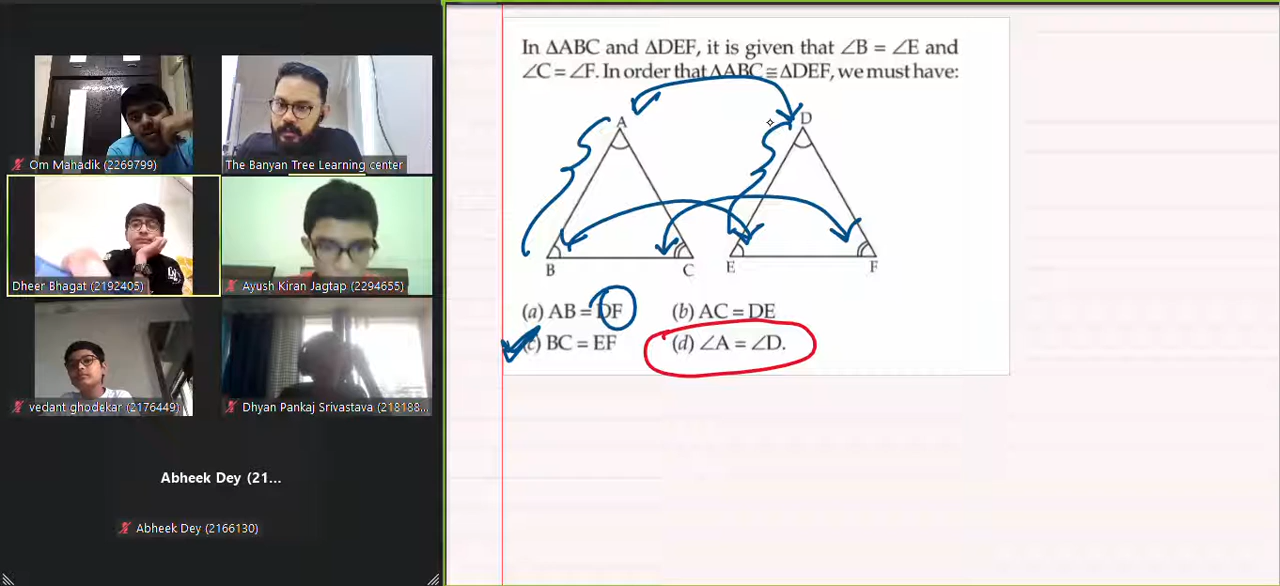 Om Mahadik (2269799)
The Banyan Tree Learning center
Dheer Bhagat (2192405)
Ayush Kiran Jagtap (2294655)
vedant ghodekar (2176449)
Dhyan Pankaj Srivastava (218188...
Abheek Dey (21...
Abheek Dey (2166130)
In ΔABC and ΔDEF, it is given that ∠B = ∠E and
∠C = ∠F. In order that ΔABC ≅ ΔDEF, we must have:
A D
B C E F
(a) AB = DF (b) AC = DE
(c) BC = EF (d) ∠A = ∠D.